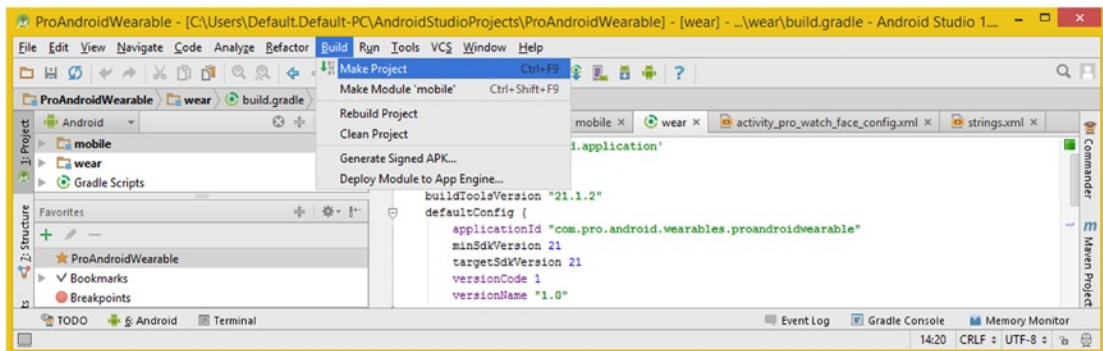 ProAndroidWearable - [C:\Users\Default.Default-PC\AndroidStudioProjects\ProAndroidWearable] - [wear] - ...\wear\build.gradle - Android Studio 1....
File Edit View Navigate Code Analyze Refactor Build Run Tools VCS Window Help
Make Project Ctrl+F9
ProAndroidWearable wear build.gradle
Make Module 'mobile' Ctrl+Shift+F9
Rebuild Project
Clean Project
Generate Signed APK...
Deploy Module to App Engine...
1: Project
Android
mobile
wear
Gradle Scripts
Z: Structure
Favorites
ProAndroidWearable
Bookmarks
Breakpoints
mobile × wear × activity_pro_watch_face_config.xml × strings.xml ×
.application'
buildToolsVersion "21.1.2"
defaultConfig {
applicationId "com.pro.android.wearables.proandroidwearable"
minSdkVersion 21
targetSdkVersion 21
versionCode 1
versionName "1.0"
Commander
m Maven Project
TODO 6: Android Terminal Event Log Gradle Console Memory Monitor
14:20 CRLF UTF-8